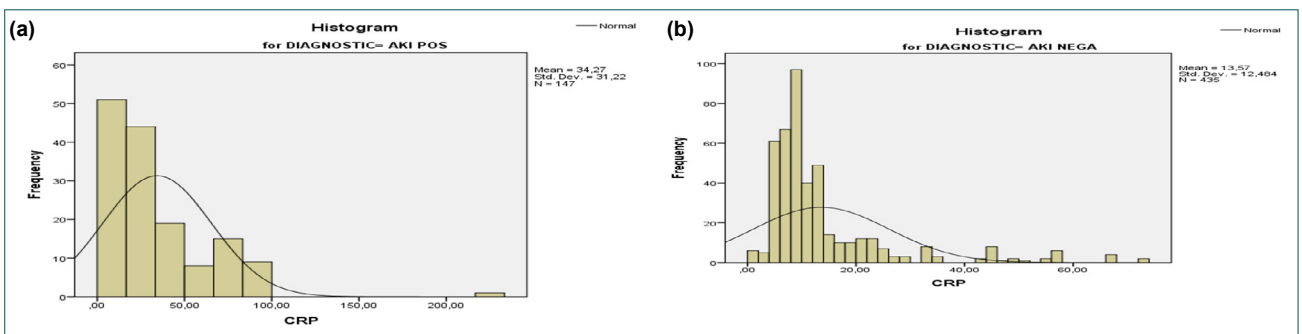 (a)
Histogram
for DIAGNOSTIC= AKI POS
Normal
Mean = 34,27
Std. Dev. = 31,22
N = 147
60
50
40
30
20
10
0
Frequency
,00
50,00
100,00
150,00
200,00
CRP
(b)
Histogram
for DIAGNOSTIC= AKI NEGA
Normal
Mean = 13,57
Std. Dev. = 12,484
N = 435
100
80
60
40
20
0
Frequency
,00
20,00
40,00
60,00
CRP